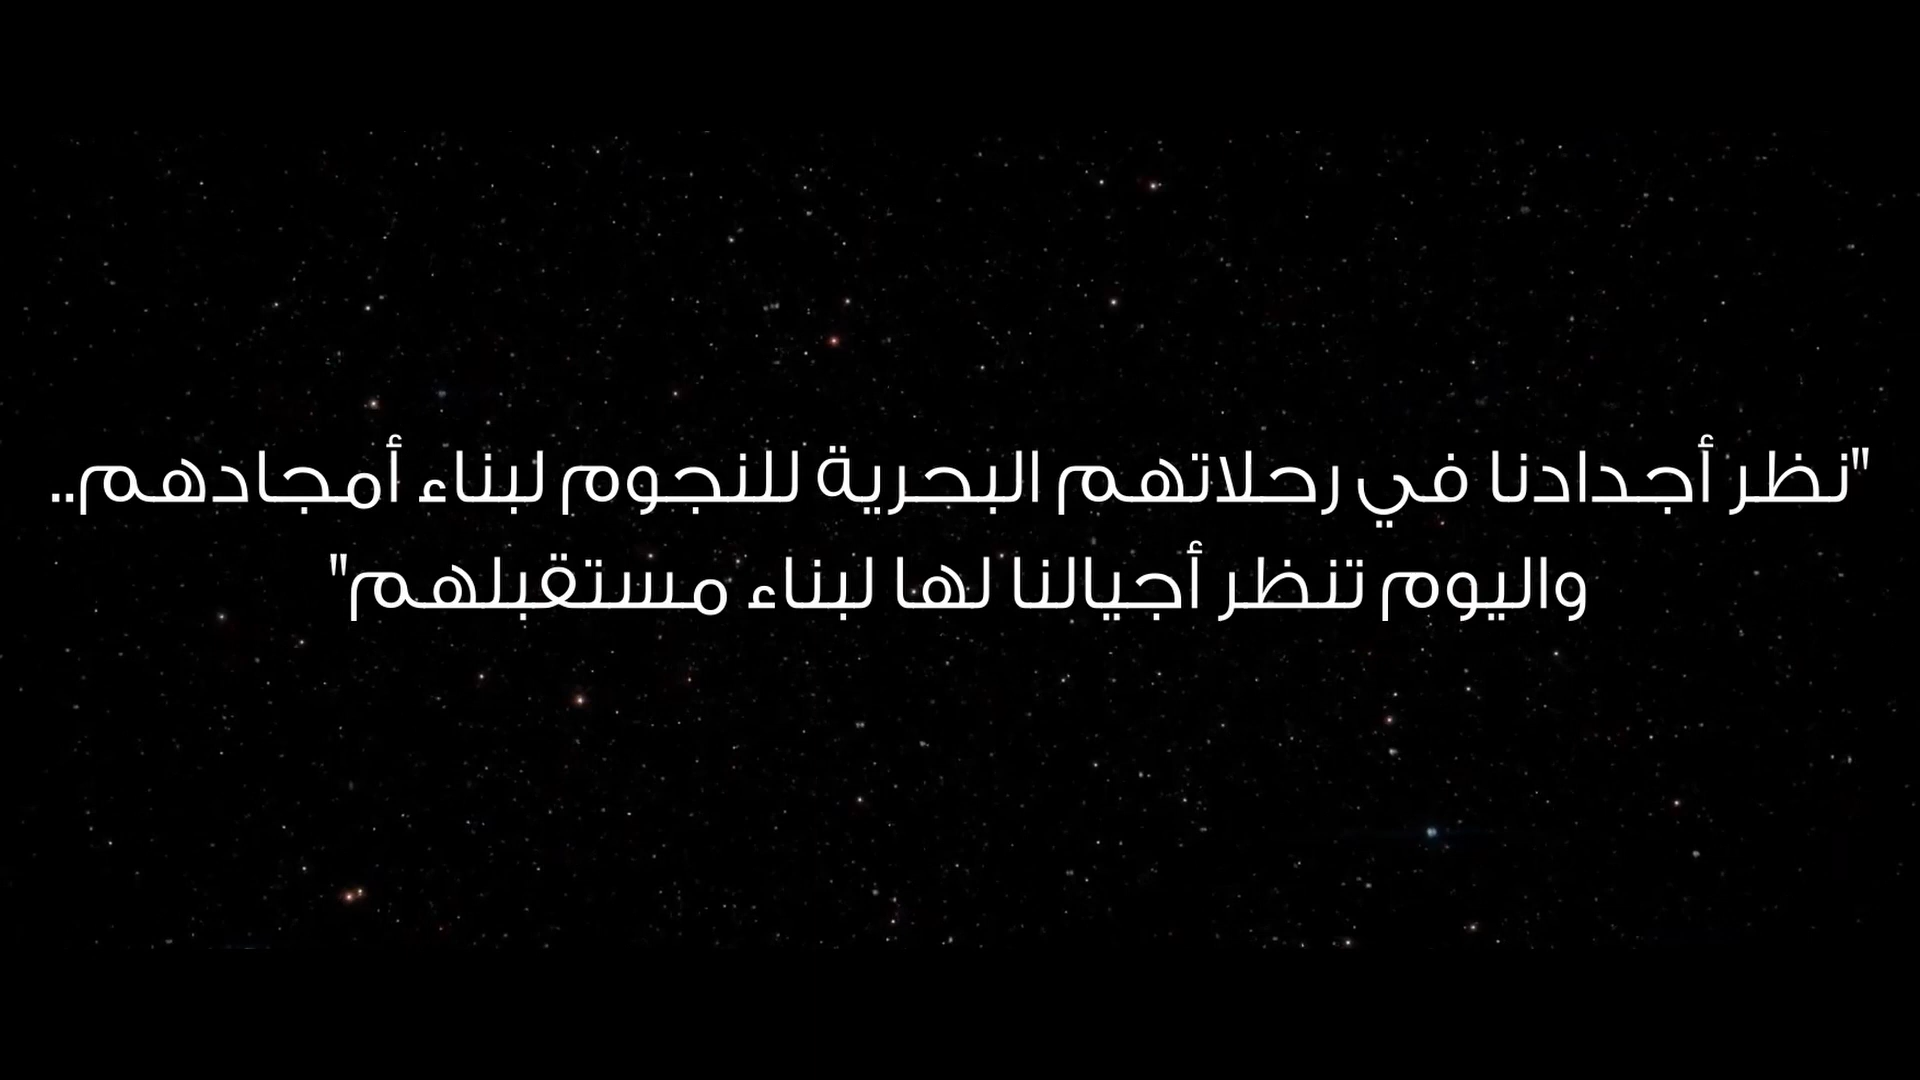 "نظر أجدادنا في رحلاتهم البحرية للنجوم لبناء أمجادهم..
واليوم تنظر أجيالنا لها لبناء مستقبلهم"